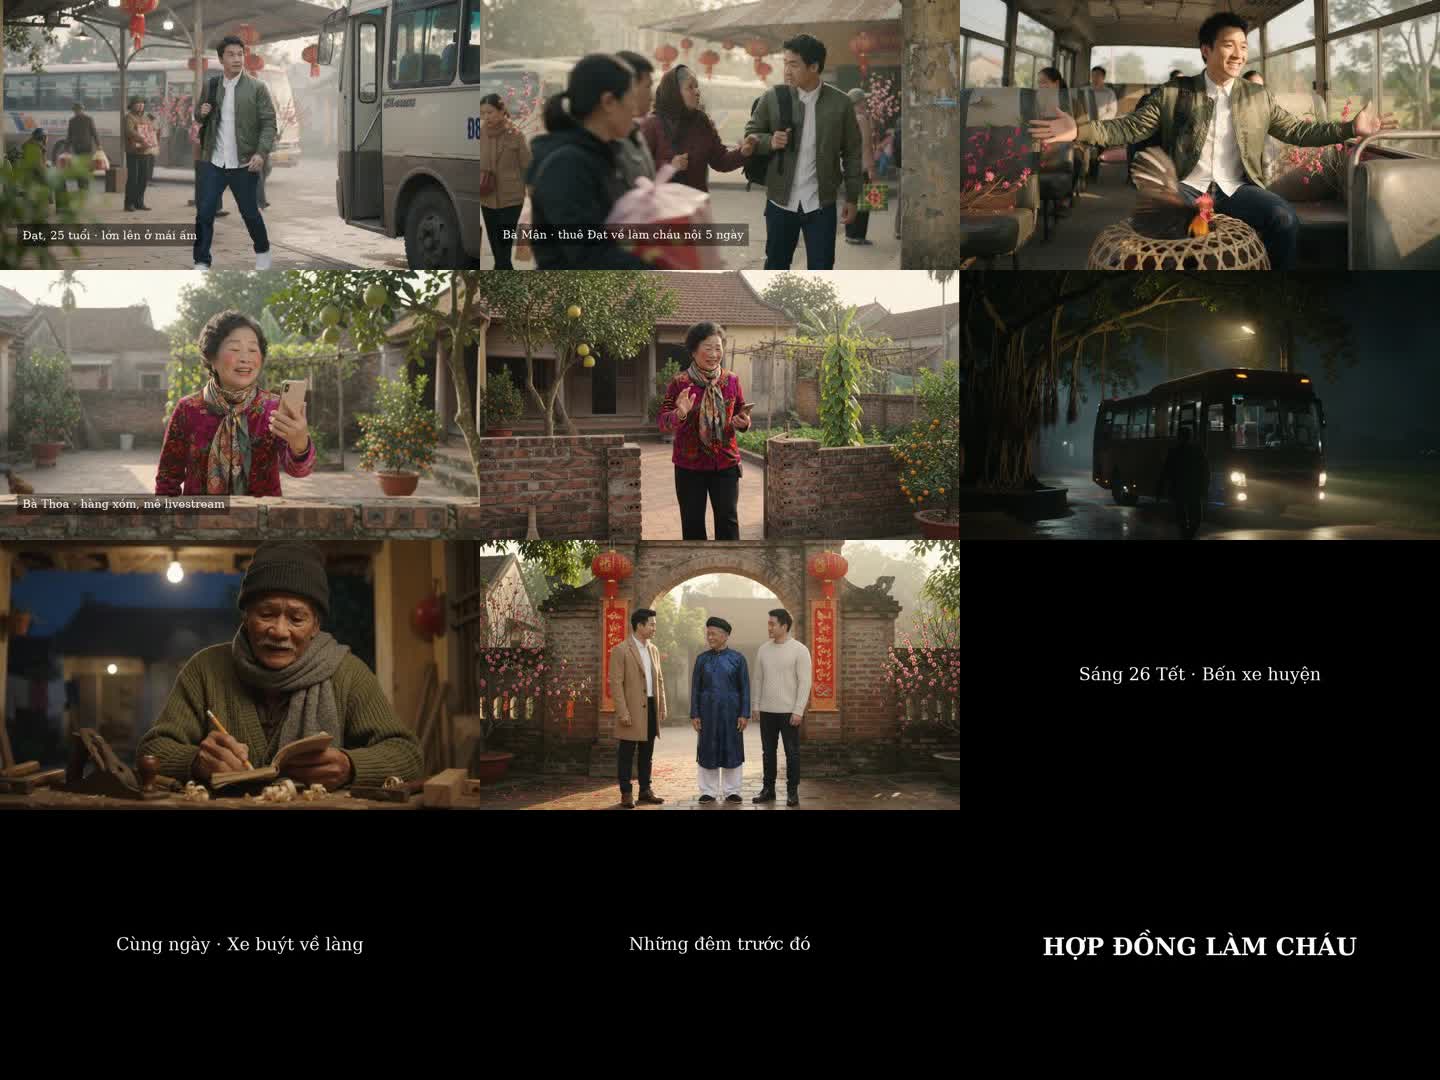 Đạt, 25 tuổi · lớn lên ở mái ấm
Bà Mận · thuê Đạt về làm cháu nội 5 ngày
Bà Thoa · hàng xóm, mê livestream
Sáng 26 Tết · Bến xe huyện
Cùng ngày · Xe buýt về làng
Những đêm trước đó
HỢP ĐỒNG LÀM CHÁU